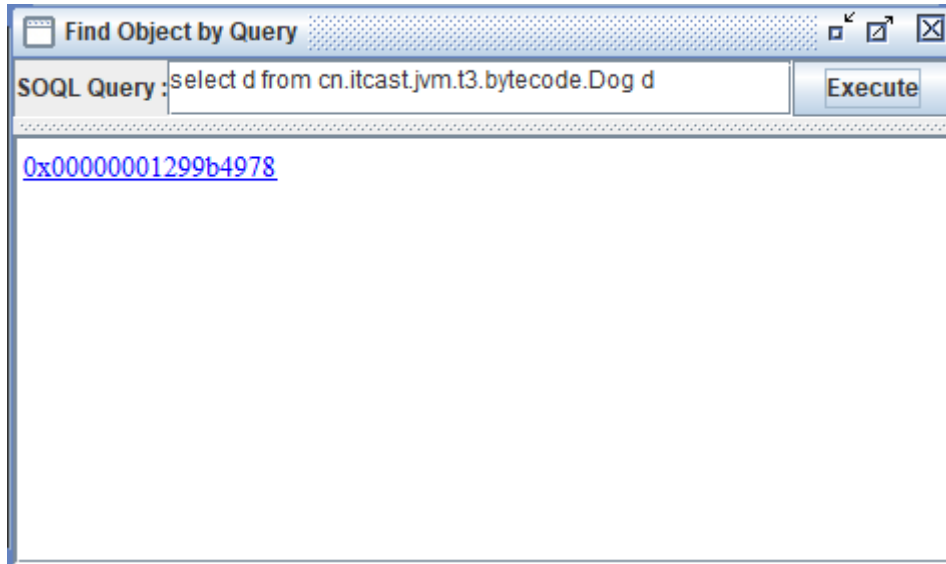 Find Object by Query
SOQL Query : select d from cn.itcast.jvm.t3.bytecode.Dog d Execute
0x00000001299b4978